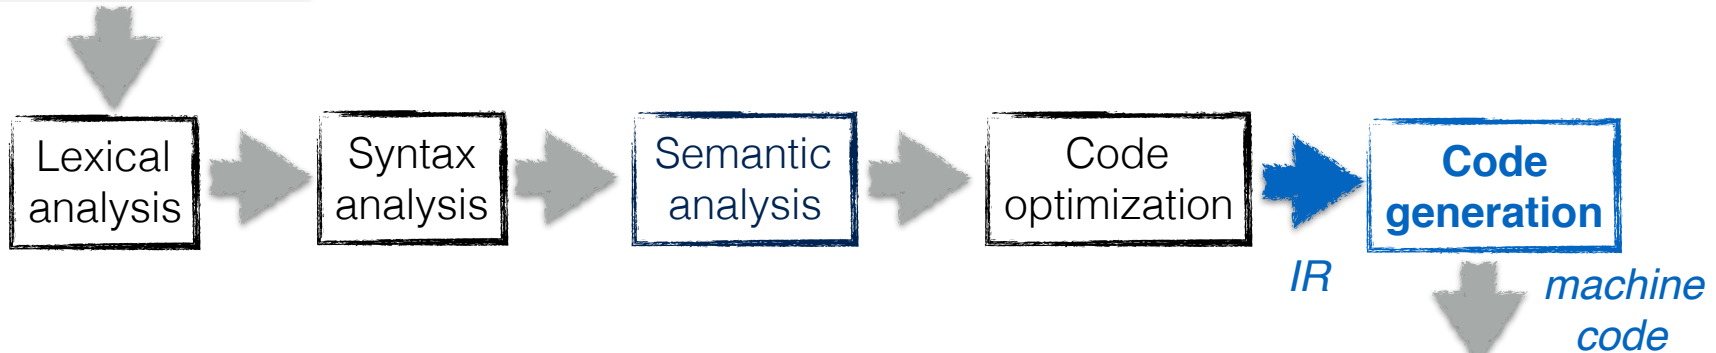 Lexical
analysis
Syntax
analysis
Semantic
analysis
Code
optimization
IR
Code
generation
machine
code